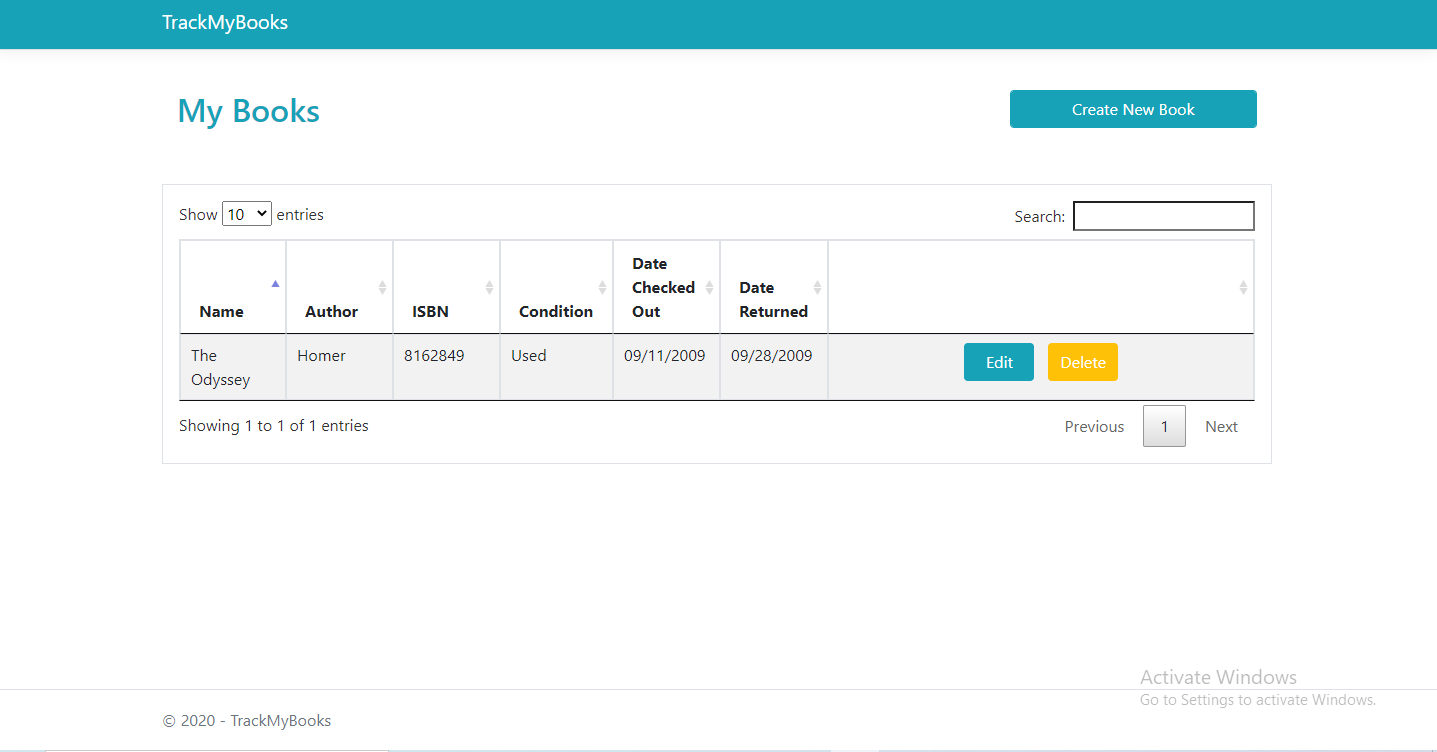 TrackMyBooks
My Books
Create New Book
Show 10 entries
Search:
Name Author ISBN Condition Date Checked Out Date Returned
The Odyssey Homer 8162849 Used 09/11/2009 09/28/2009 Edit Delete
Showing 1 to 1 of 1 entries
Previous 1 Next
Activate Windows
Go to Settings to activate Windows.
© 2020 - TrackMyBooks